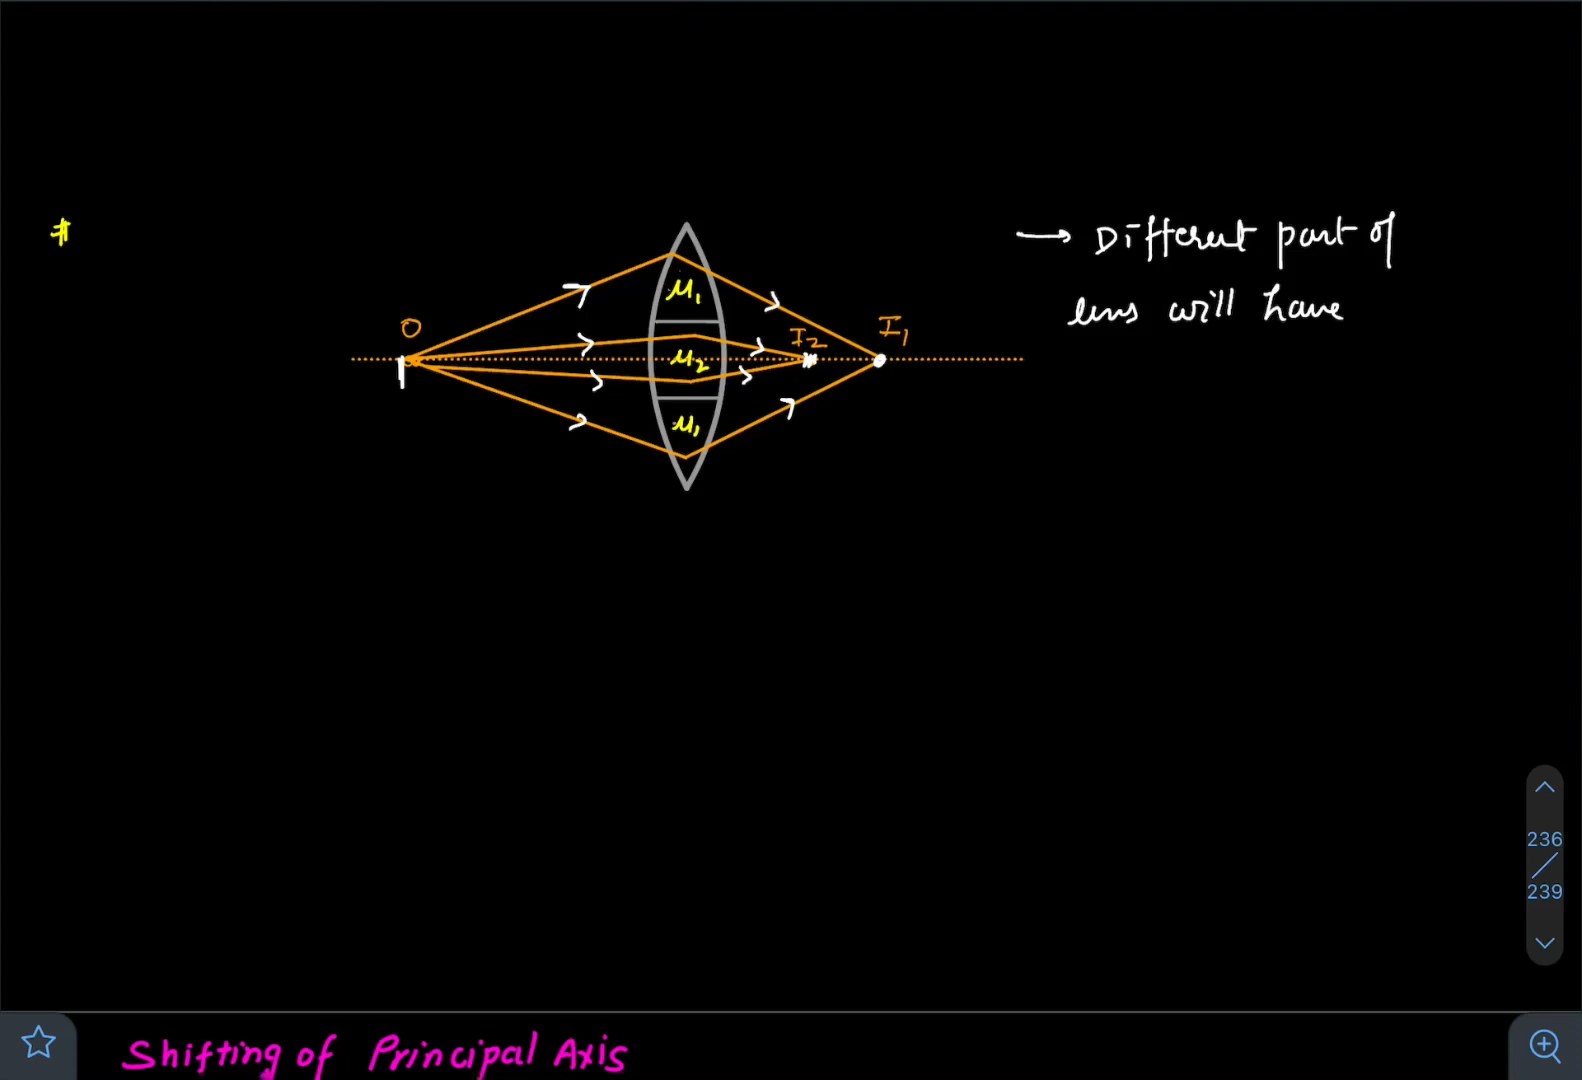 #
→ Different part of
lens will have
O
μ₁
I₂
I₁
μ₂
μ₁
236
239
Shifting of Principal Axis